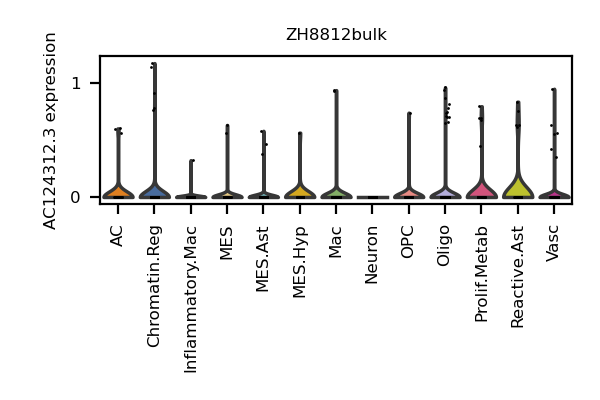 ZH8812bulk
AC124312.3 expression
1
0
AC
Chromatin.Reg
Inflammatory.Mac
MES
MES.Ast
MES.Hyp
Mac
Neuron
OPC
Oligo
Prolif.Metab
Reactive.Ast
Vasc